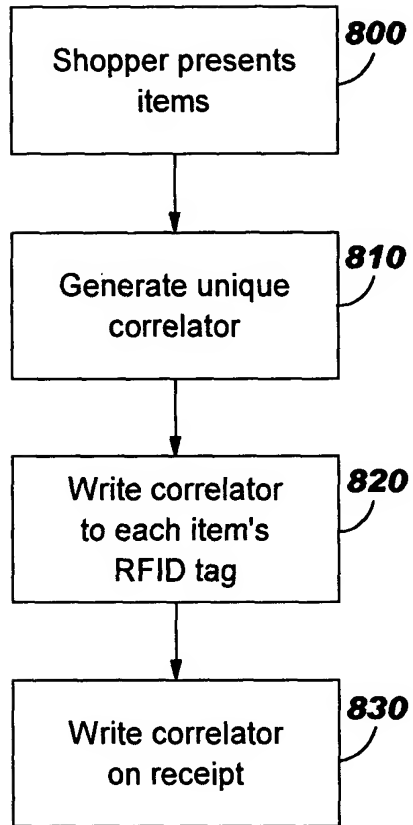 800
Shopper presents
items
810
Generate unique
correlator
820
Write correlator
to each item's
RFID tag
830
Write correlator
on receipt